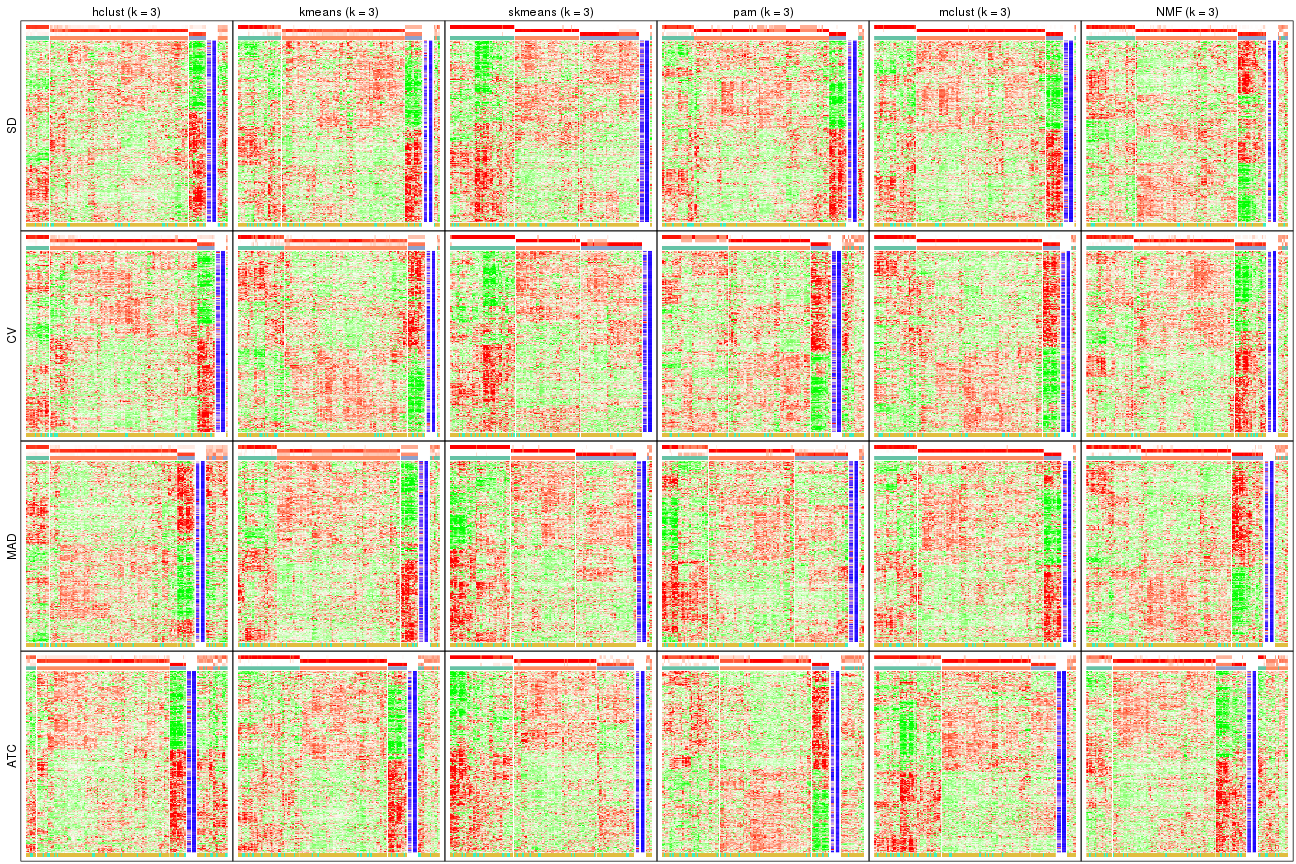 hclust (k = 3) kmeans (k = 3) skmeans (k = 3) pam (k = 3) mclust (k = 3) NMF (k = 3)
SD
CV
MAD
ATC